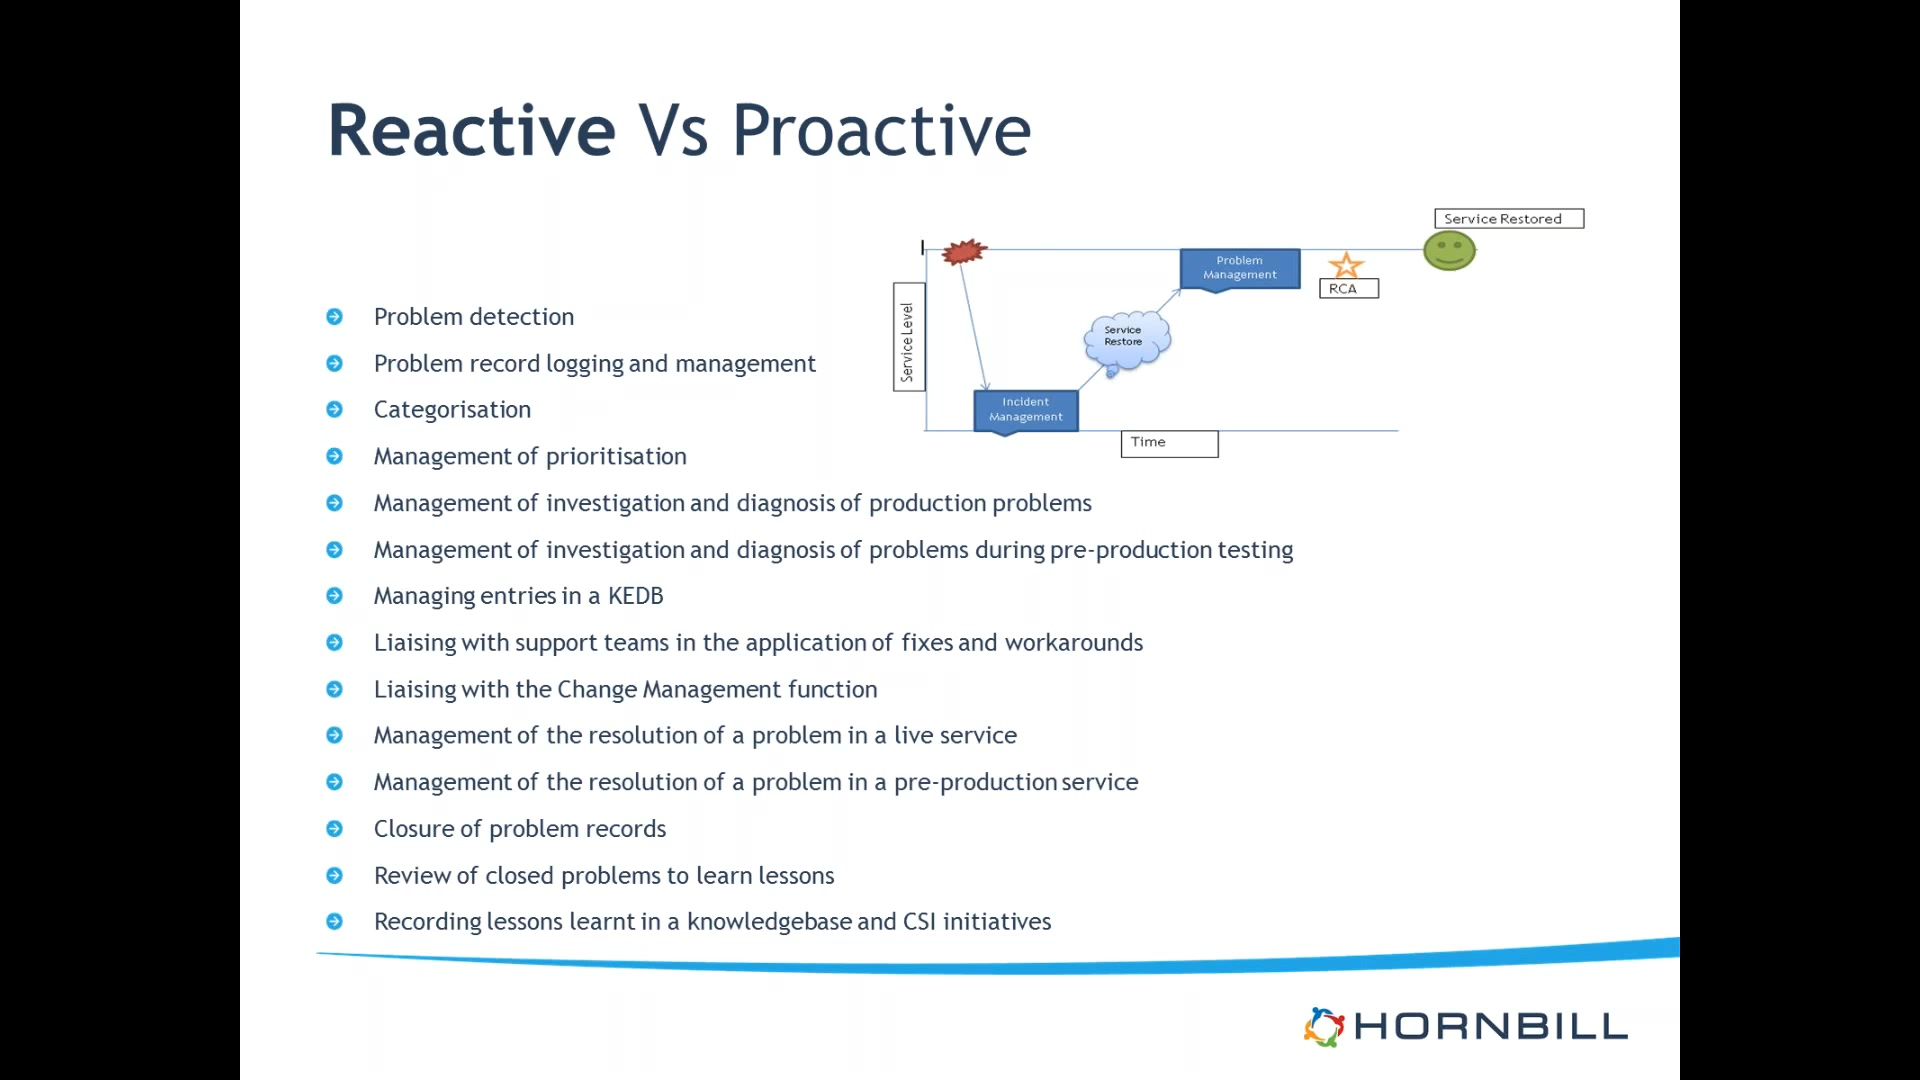 Reactive Vs Proactive
Service Restored
Problem
Management
RCA
Service Level
Service
Restore
Incident
Management
Time
Problem detection
Problem record logging and management
Categorisation
Management of prioritisation
Management of investigation and diagnosis of production problems
Management of investigation and diagnosis of problems during pre-production testing
Managing entries in a KEDB
Liaising with support teams in the application of fixes and workarounds
Liaising with the Change Management function
Management of the resolution of a problem in a live service
Management of the resolution of a problem in a pre-production service
Closure of problem records
Review of closed problems to learn lessons
Recording lessons learnt in a knowledgebase and CSI initiatives
HORNBILL